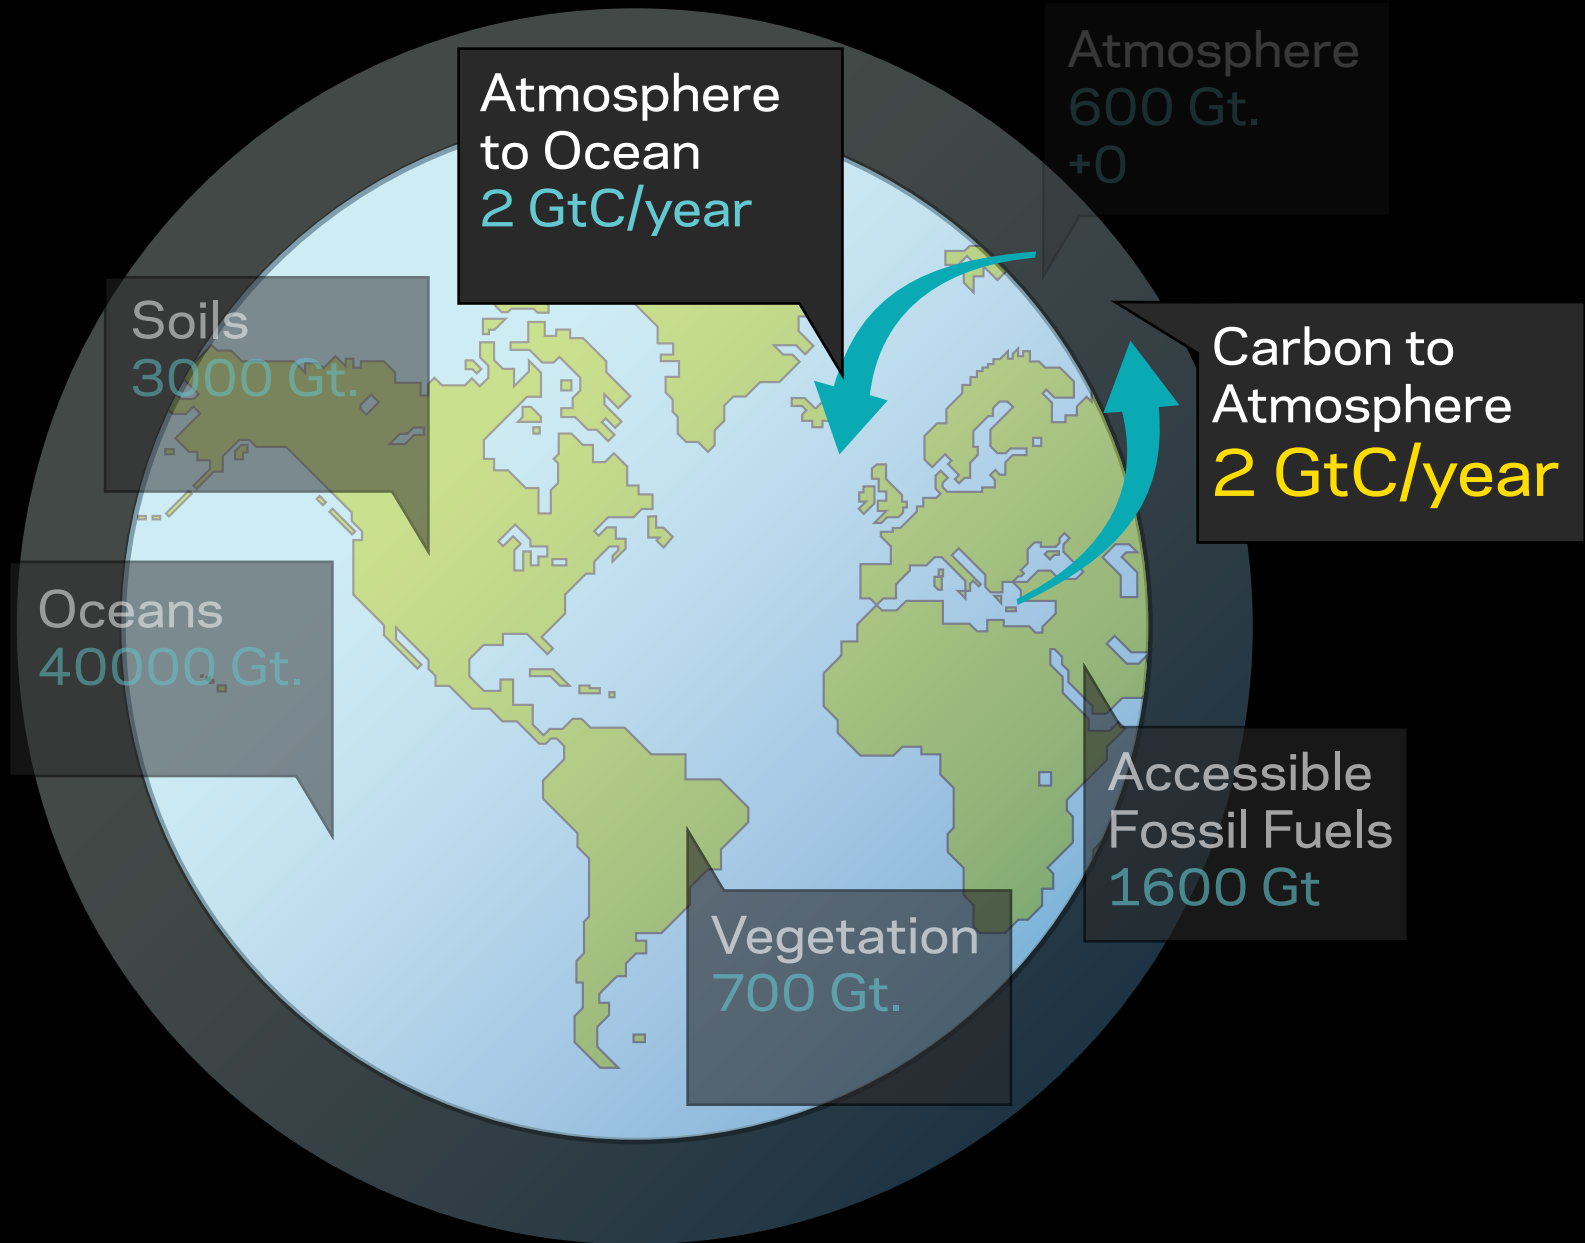 Atmosphere
to Ocean
2 GtC/year
Atmosphere
600 Gt.
+0
Soils
3000 Gt.
Carbon to
Atmosphere
2 GtC/year
Oceans
40000 Gt.
Accessible
Fossil Fuels
1600 Gt
Vegetation
700 Gt.